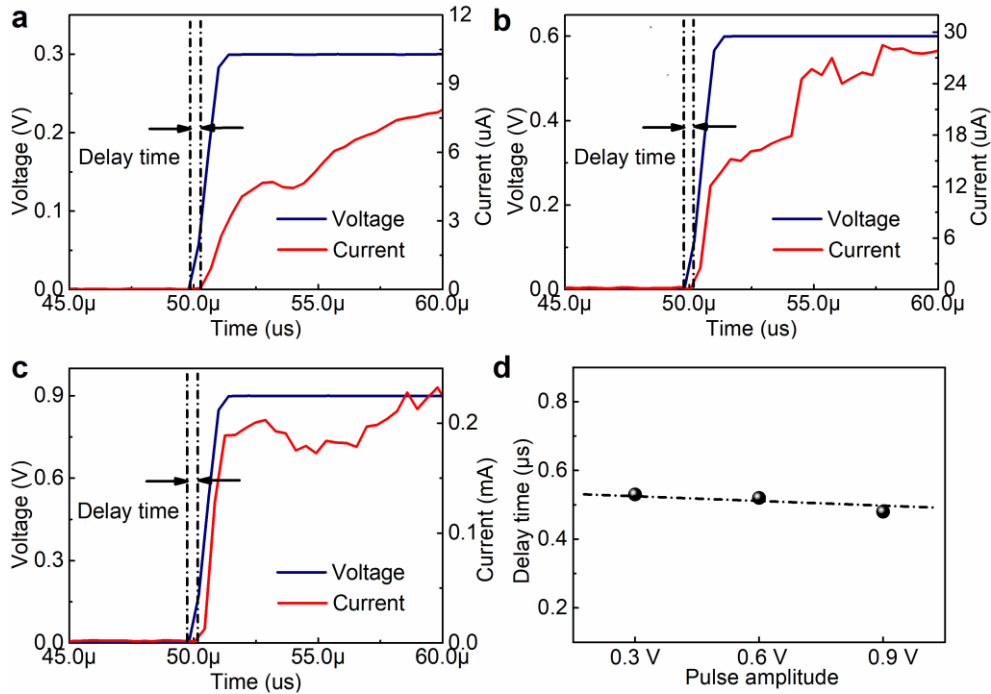 a
12
0.3
9
0.2
6
0.1
3
0.0
0
45.0μ
50.0μ
55.0μ
60.0μ
Delay time
Voltage
Current
Voltage (V)
Current (uA)
Time (us)
b
0.6
30
24
0.4
18
12
0.2
6
0.0
0
45.0μ
50.0μ
55.0μ
60.0μ
Delay time
Voltage
Current
Voltage (V)
Current (uA)
Time (us)
c
0.9
0.2
0.6
0.1
0.3
0.0
0.0
45.0μ
50.0μ
55.0μ
60.0μ
Delay time
Voltage
Current
Voltage (V)
Current (mA)
Time (us)
d
0.8
0.6
0.4
0.2
0.3 V
0.6 V
0.9 V
Delay time (μs)
Pulse amplitude